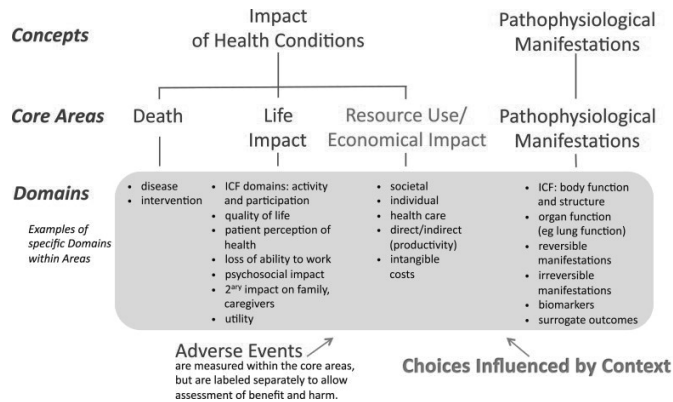 Concepts
Impact
of Health Conditions
Pathophysiological
Manifestations
Core Areas
Death
Life
Impact
Resource Use/
Economical Impact
Pathophysiological
Manifestations
Domains
Examples of
specific Domains
within Areas
• disease
• intervention
• ICF domains: activity
and participation
• quality of life
• patient perception of
health
• loss of ability to work
• psychosocial impact
• 2ary impact on family,
caregivers
• utility
• societal
• individual
• health care
• direct/indirect
(productivity)
• intangible
costs
• ICF: body function
and structure
• organ function
(eg lung function)
• reversible
manifestations
• irreversible
manifestations
• biomarkers
• surrogate outcomes
Adverse Events
are measured within the core areas,
but are labeled separately to allow
assessment of benefit and harm.
Choices Influenced by Context